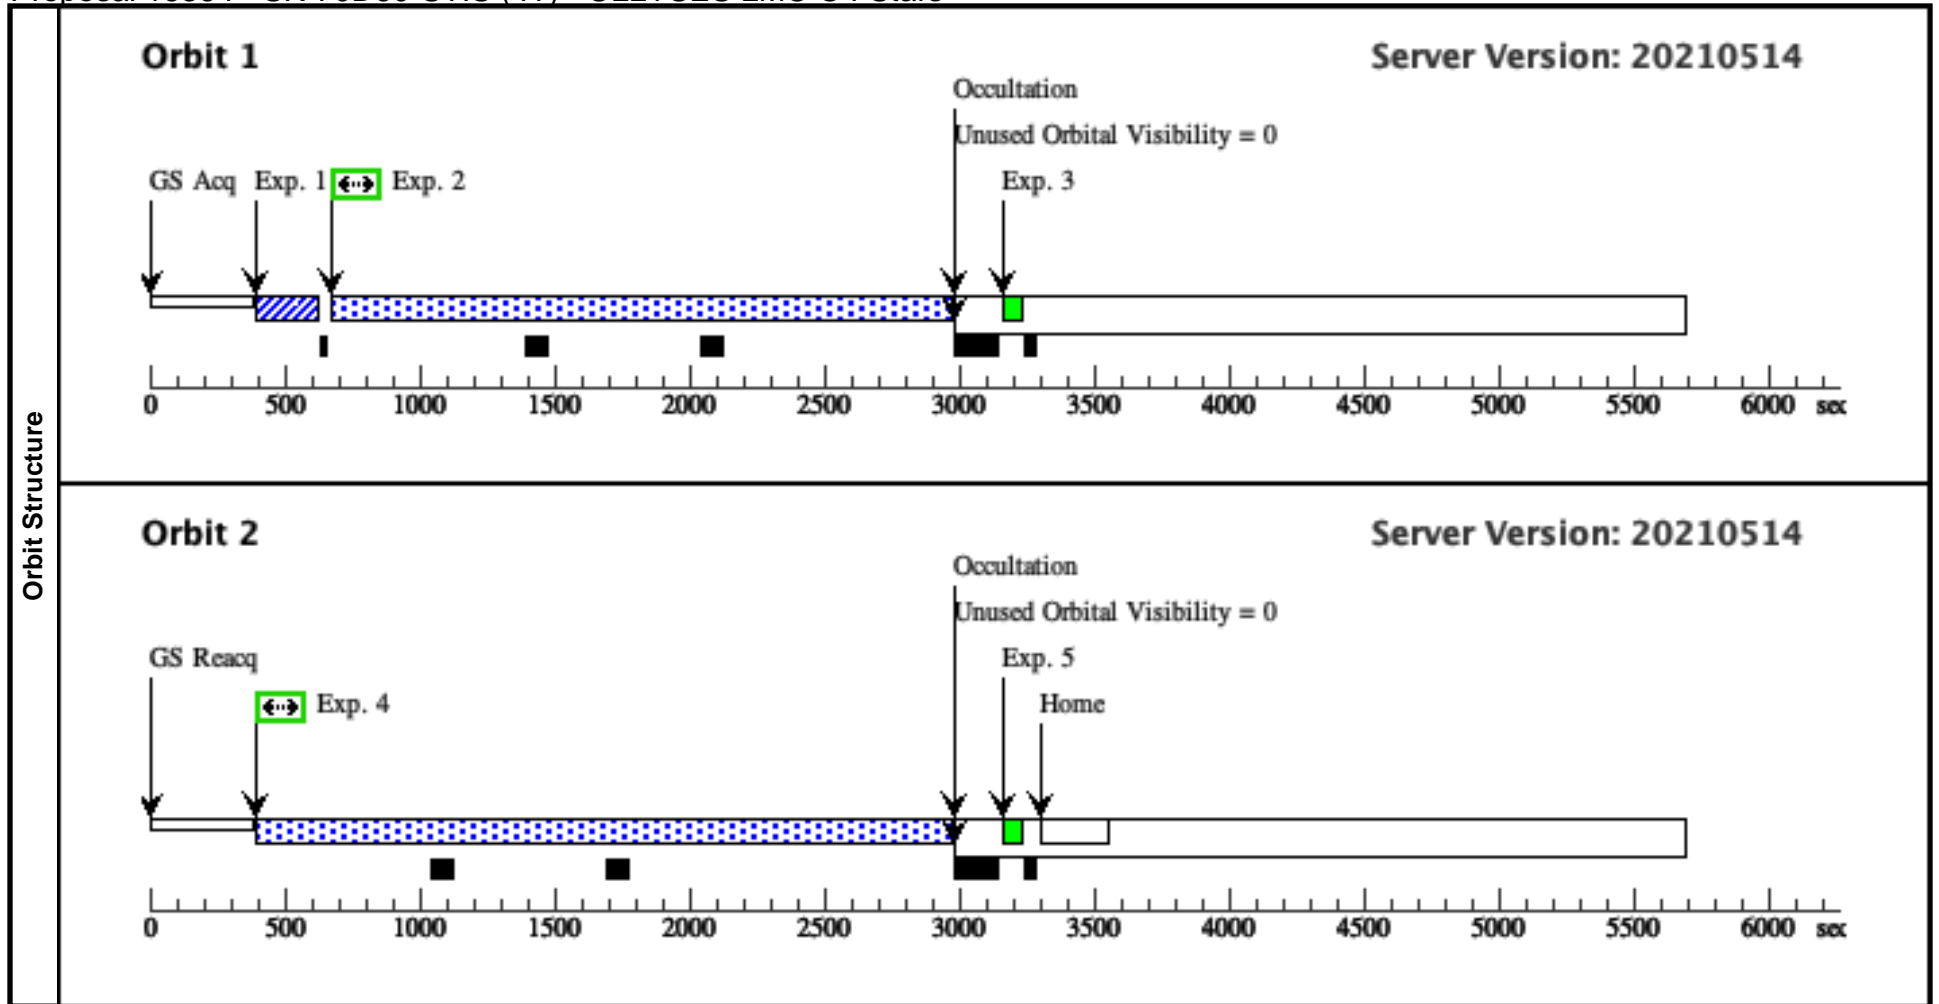 Orbit Structure
Orbit 1
Server Version: 20210514
Occultation
Unused Orbital Visibility = 0
GS Acq Exp. 1 Exp. 2 Exp. 3
0 500 1000 1500 2000 2500 3000 3500 4000 4500 5000 5500 6000 sec
Orbit 2
Server Version: 20210514
Occultation
Unused Orbital Visibility = 0
GS Reacq Exp. 5
Exp. 4 Home
0 500 1000 1500 2000 2500 3000 3500 4000 4500 5000 5500 6000 sec